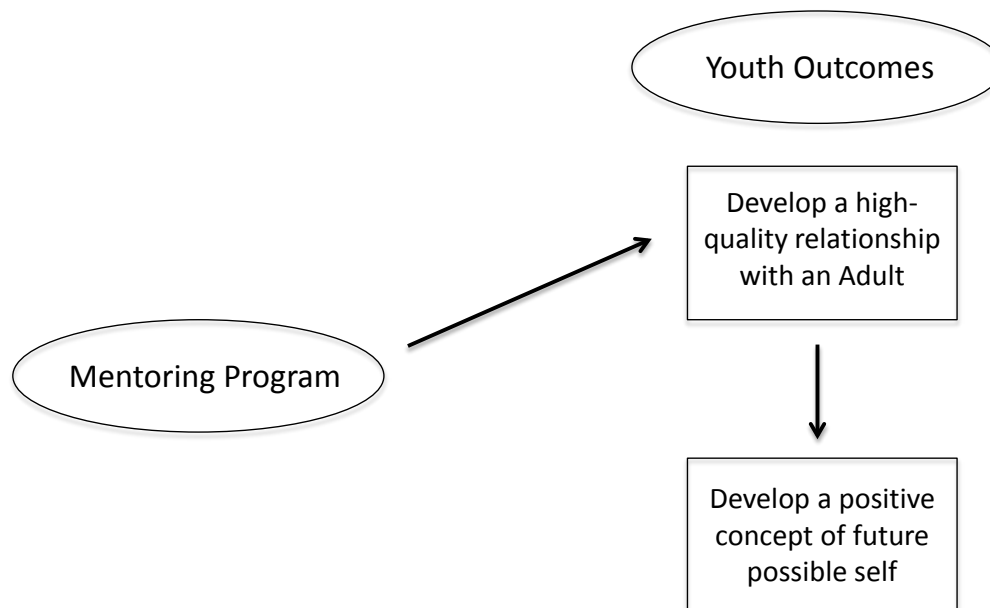 Youth Outcomes
Develop a high-
quality relationship
with an Adult
Mentoring Program
Develop a positive
concept of future
possible self